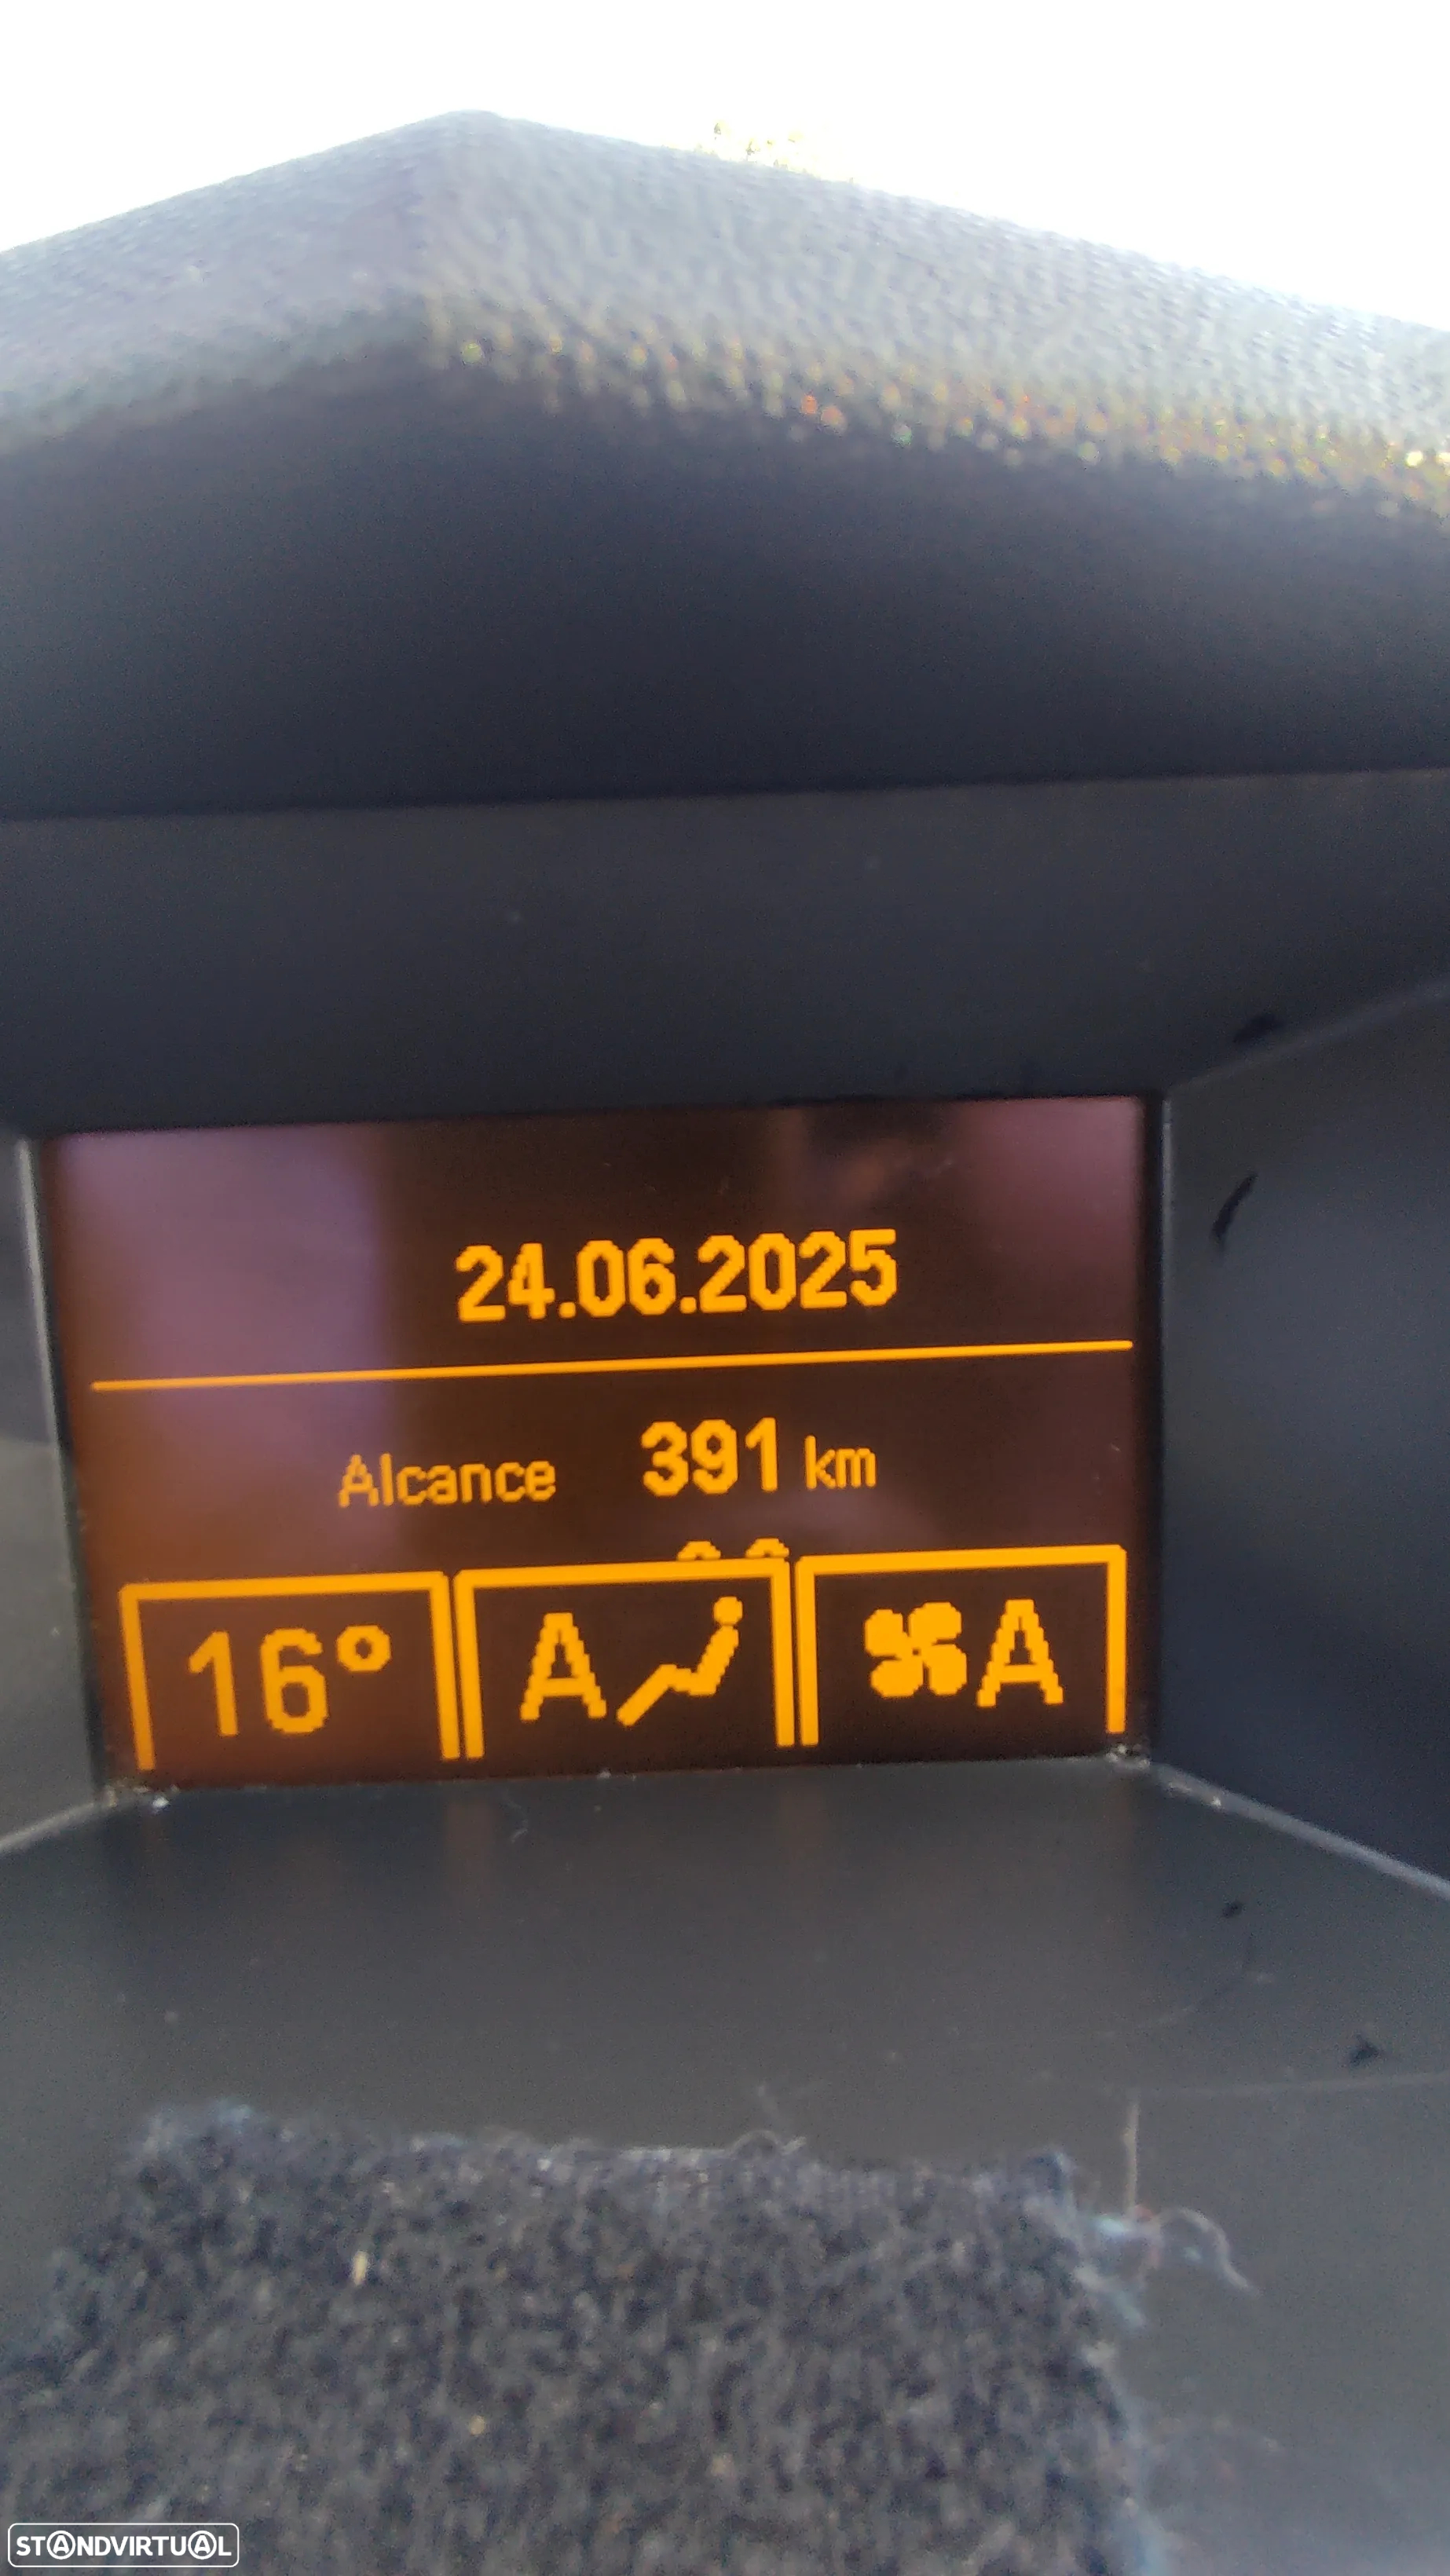 24.06.2025
Alcance 391 km
16° A A
STANDVIRTUAL